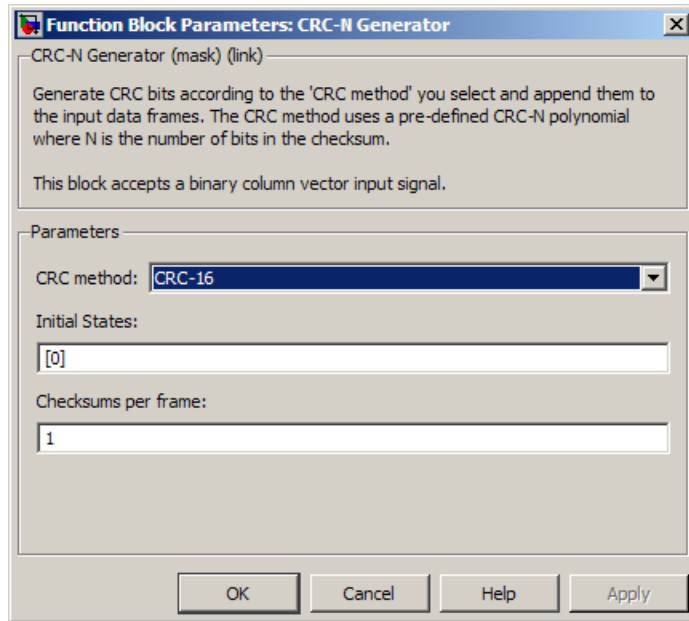 Function Block Parameters: CRC-N Generator
CRC-N Generator (mask) (link)
Generate CRC bits according to the 'CRC method' you select and append them to
the input data frames. The CRC method uses a pre-defined CRC-N polynomial
where N is the number of bits in the checksum.
This block accepts a binary column vector input signal.
Parameters
CRC method: CRC-16
Initial States:
[0]
Checksums per frame:
1
OK Cancel Help Apply